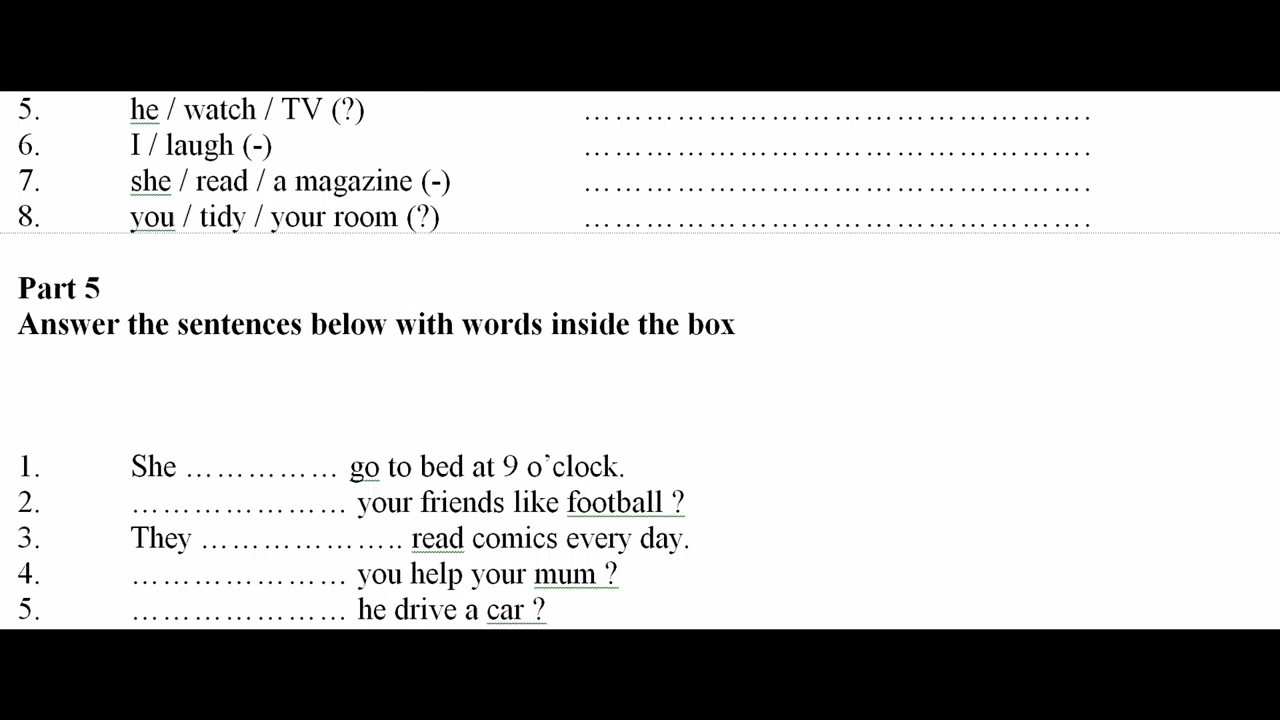 5. he / watch / TV (?) ……………………………………………….
6. I / laugh (-) ……………………………………………….
7. she / read / a magazine (-) ……………………………………………….
8. you / tidy / your room (?) ……………………………………………….
Part 5
Answer the sentences below with words inside the box
1. She …………… go to bed at 9 o’clock.
2. ………………… your friends like football ?
3. They ……………….. read comics every day.
4. ………………… you help your mum ?
5. ………………… he drive a car ?